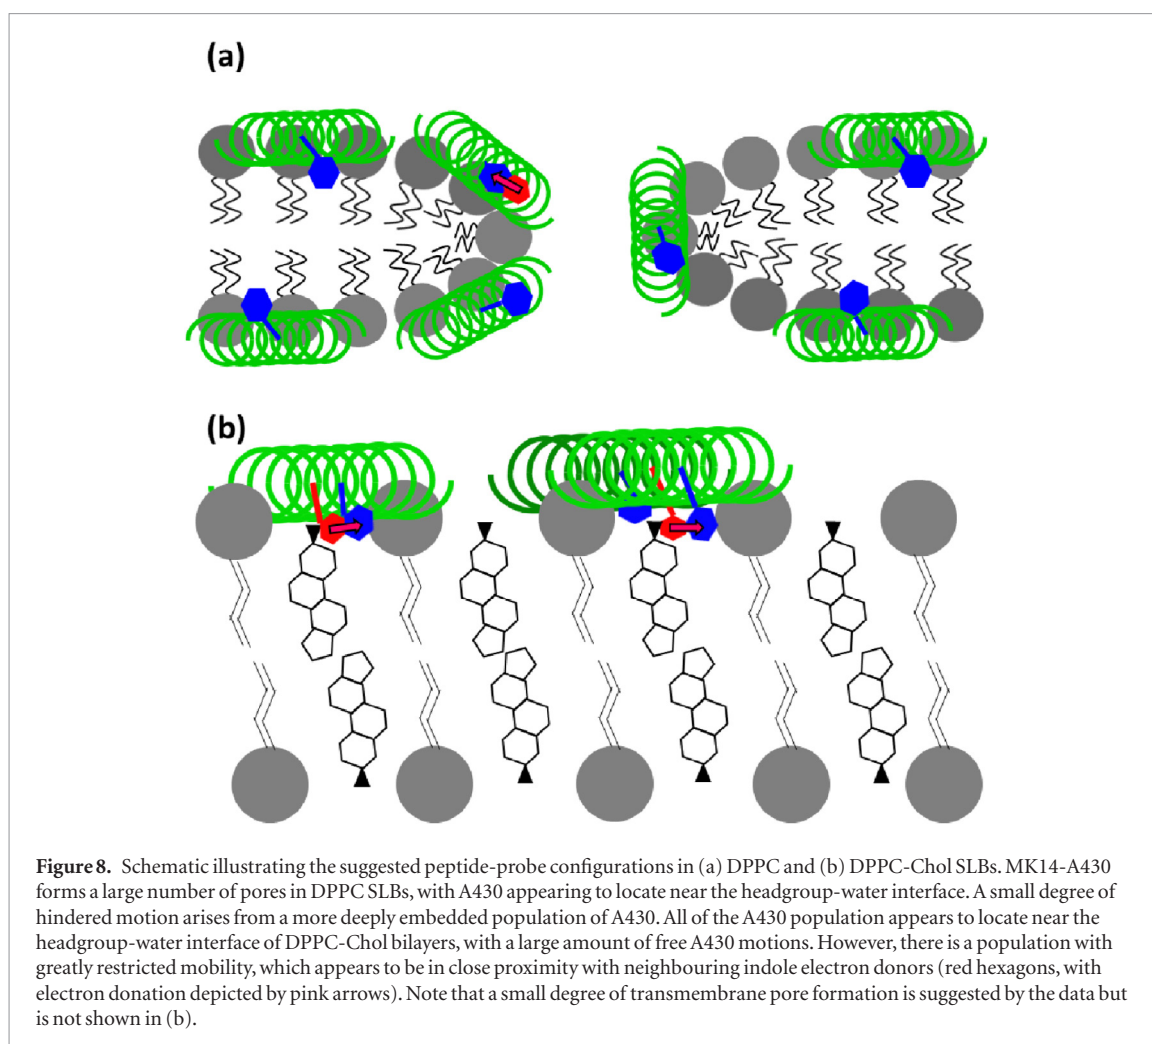 (a)
(b)
Figure 8. Schematic illustrating the suggested peptide-probe configurations in (a) DPPC and (b) DPPC-Chol SLBs. MK14-A430
forms a large number of pores in DPPC SLBs, with A430 appearing to locate near the headgroup-water interface. A small degree of
hindered motion arises from a more deeply embedded population of A430. All of the A430 population appears to locate near the
headgroup-water interface of DPPC-Chol bilayers, with a large amount of free A430 motions. However, there is a population with
greatly restricted mobility, which appears to be in close proximity with neighbouring indole electron donors (red hexagons, with
electron donation depicted by pink arrows). Note that a small degree of transmembrane pore formation is suggested by the data but
is not shown in (b).